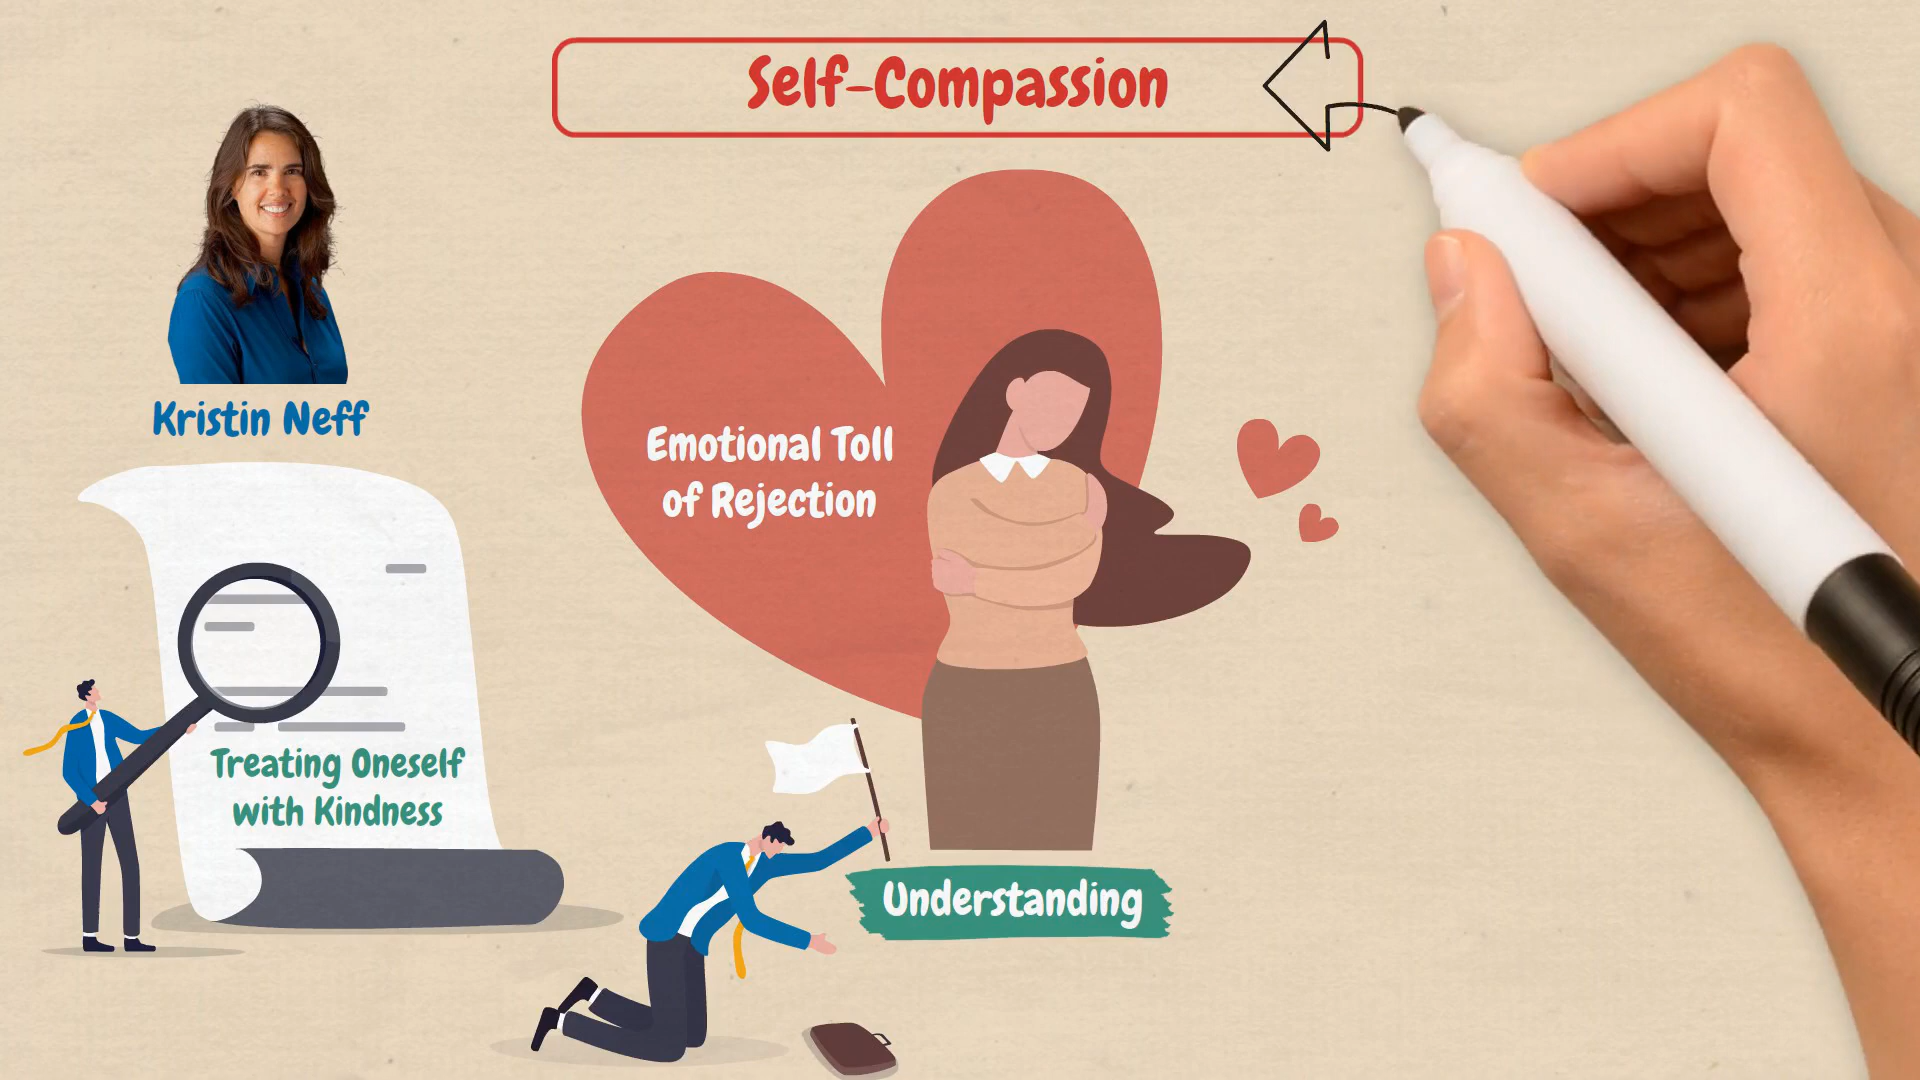 Self-Compassion
Kristin Neff
Emotional Toll
of Rejection
Treating Oneself
with Kindness
Understanding